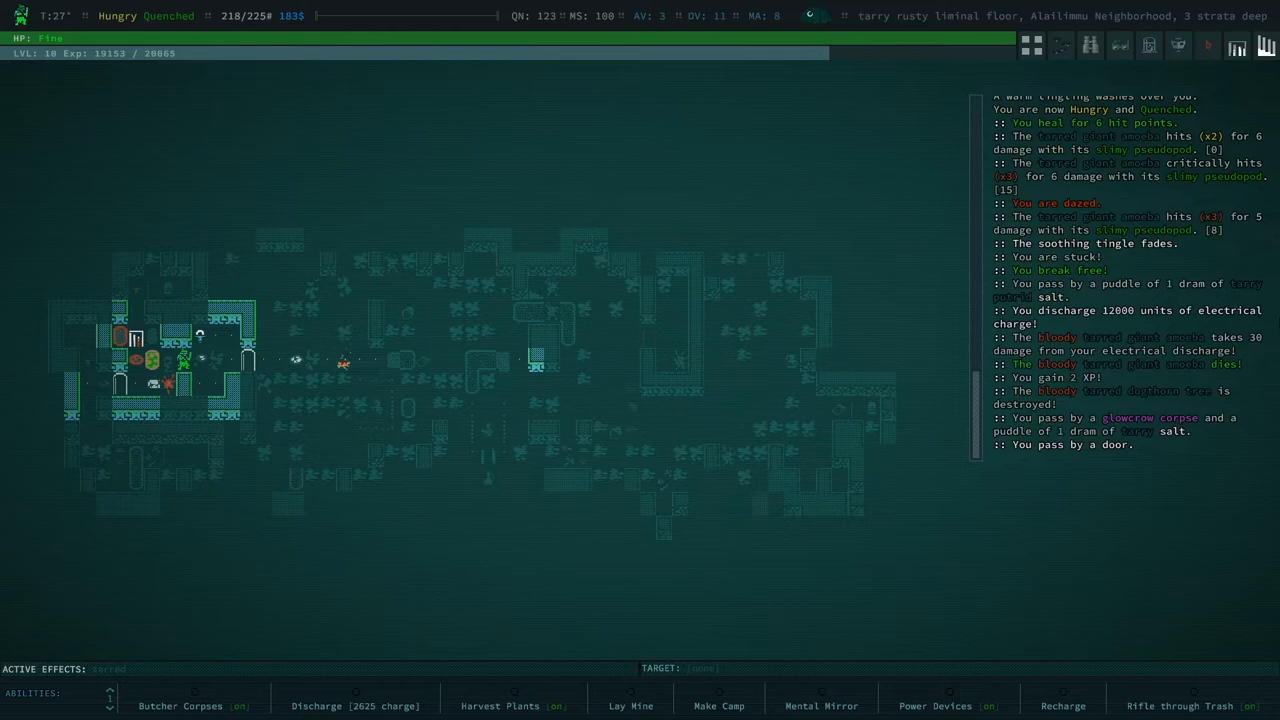 T:27° :: Hungry Quenched :: 218/225# 183$ QN: 123 :: MS: 100 :: AV: 3 :: DV: 11 :: MA: 8 :: tarry rusty liminal floor, Alailimmu Neighborhood, 3 strata deep
HP: Fine
LVL: 10 Exp: 19153 / 20065
A warm tingling washes over you.
You are now Hungry and Quenched.
:: You heal for 6 hit points.
:: The tarred giant amoeba hits (x2) for 6
damage with its slimy pseudopod. [0]
:: The tarred giant amoeba critically hits
(x3) for 6 damage with its slimy pseudopod.
[15]
:: You are dazed.
:: The tarred giant amoeba hits (x3) for 5
damage with its slimy pseudopod. [8]
:: The soothing tingle fades.
:: You are stuck!
:: You break free!
:: You pass by a puddle of 1 dram of tarry
putrid salt.
:: You discharge 12000 units of electrical
charge!
:: The bloody tarred giant amoeba takes 30
damage from your electrical discharge!
:: The bloody tarred giant amoeba dies!
:: You gain 2 XP!
:: The bloody tarred dogthorn tree is
destroyed!
:: You pass by a glowcrow corpse and a
puddle of 1 dram of tarry salt.
:: You pass by a door.
ACTIVE EFFECTS: tarred
TARGET: [none]
ABILITIES: 1 Butcher Corpses [on] Discharge [2625 charge] Harvest Plants [on] Lay Mine Make Camp Mental Mirror Power Devices [on] Recharge Rifle through Trash [on]